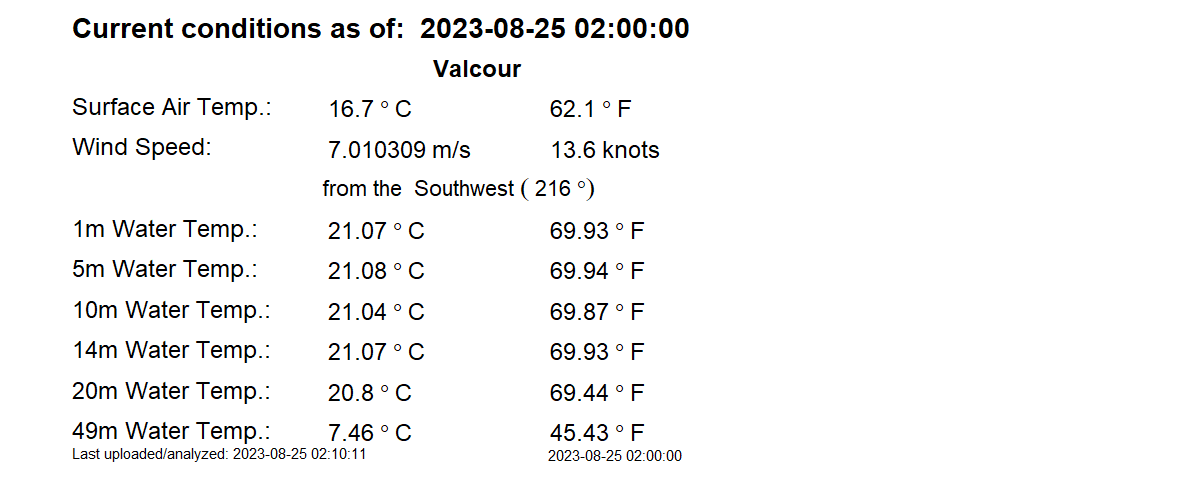 Current conditions as of:  2023-08-25 02:00:00
Valcour
Surface Air Temp.: 16.7 ° C 62.1 ° F
Wind Speed: 7.010309 m/s 13.6 knots
from the  Southwest ( 216 °)
1m Water Temp.: 21.07 ° C 69.93 ° F
5m Water Temp.: 21.08 ° C 69.94 ° F
10m Water Temp.: 21.04 ° C 69.87 ° F
14m Water Temp.: 21.07 ° C 69.93 ° F
20m Water Temp.: 20.8 ° C 69.44 ° F
49m Water Temp.: 7.46 ° C 45.43 ° F
Last uploaded/analyzed: 2023-08-25 02:10:11 2023-08-25 02:00:00